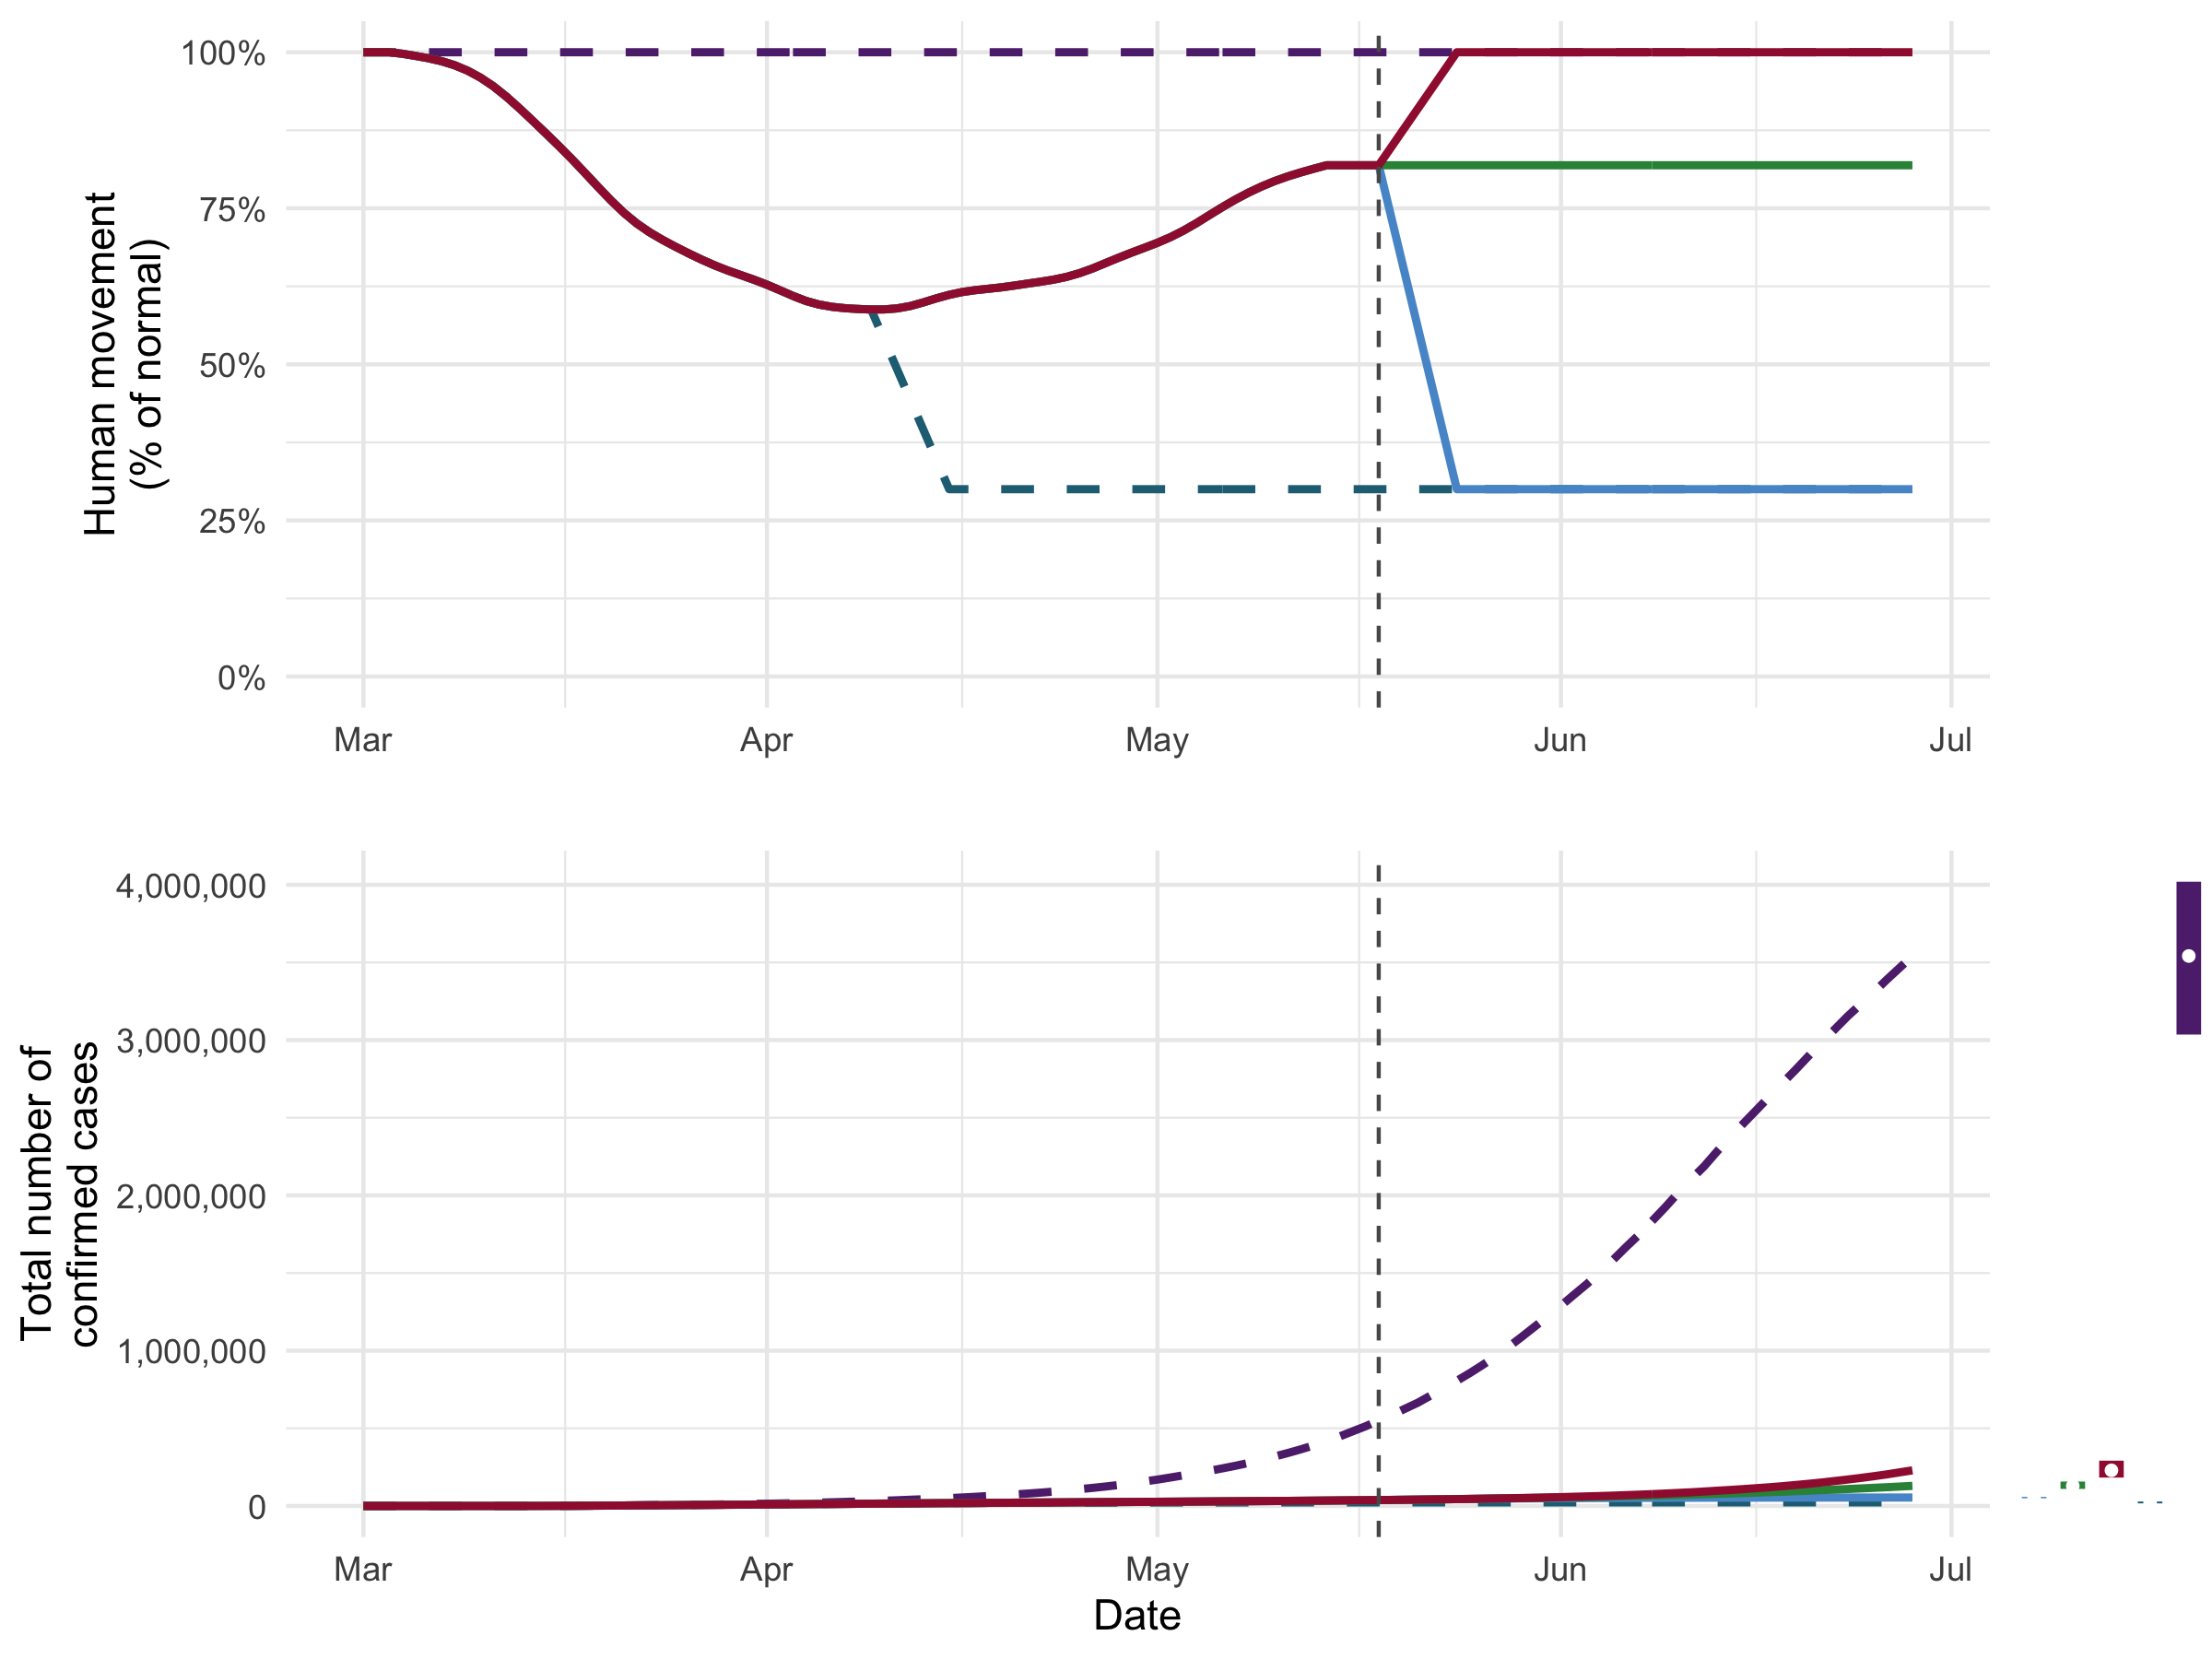 Human movement
(% of normal)
100%
75%
50%
25%
0%
Mar
Apr
May
Jun
Jul
Total number of
confirmed cases
4,000,000
3,000,000
2,000,000
1,000,000
0
Mar
Apr
May
Jun
Jul
Date